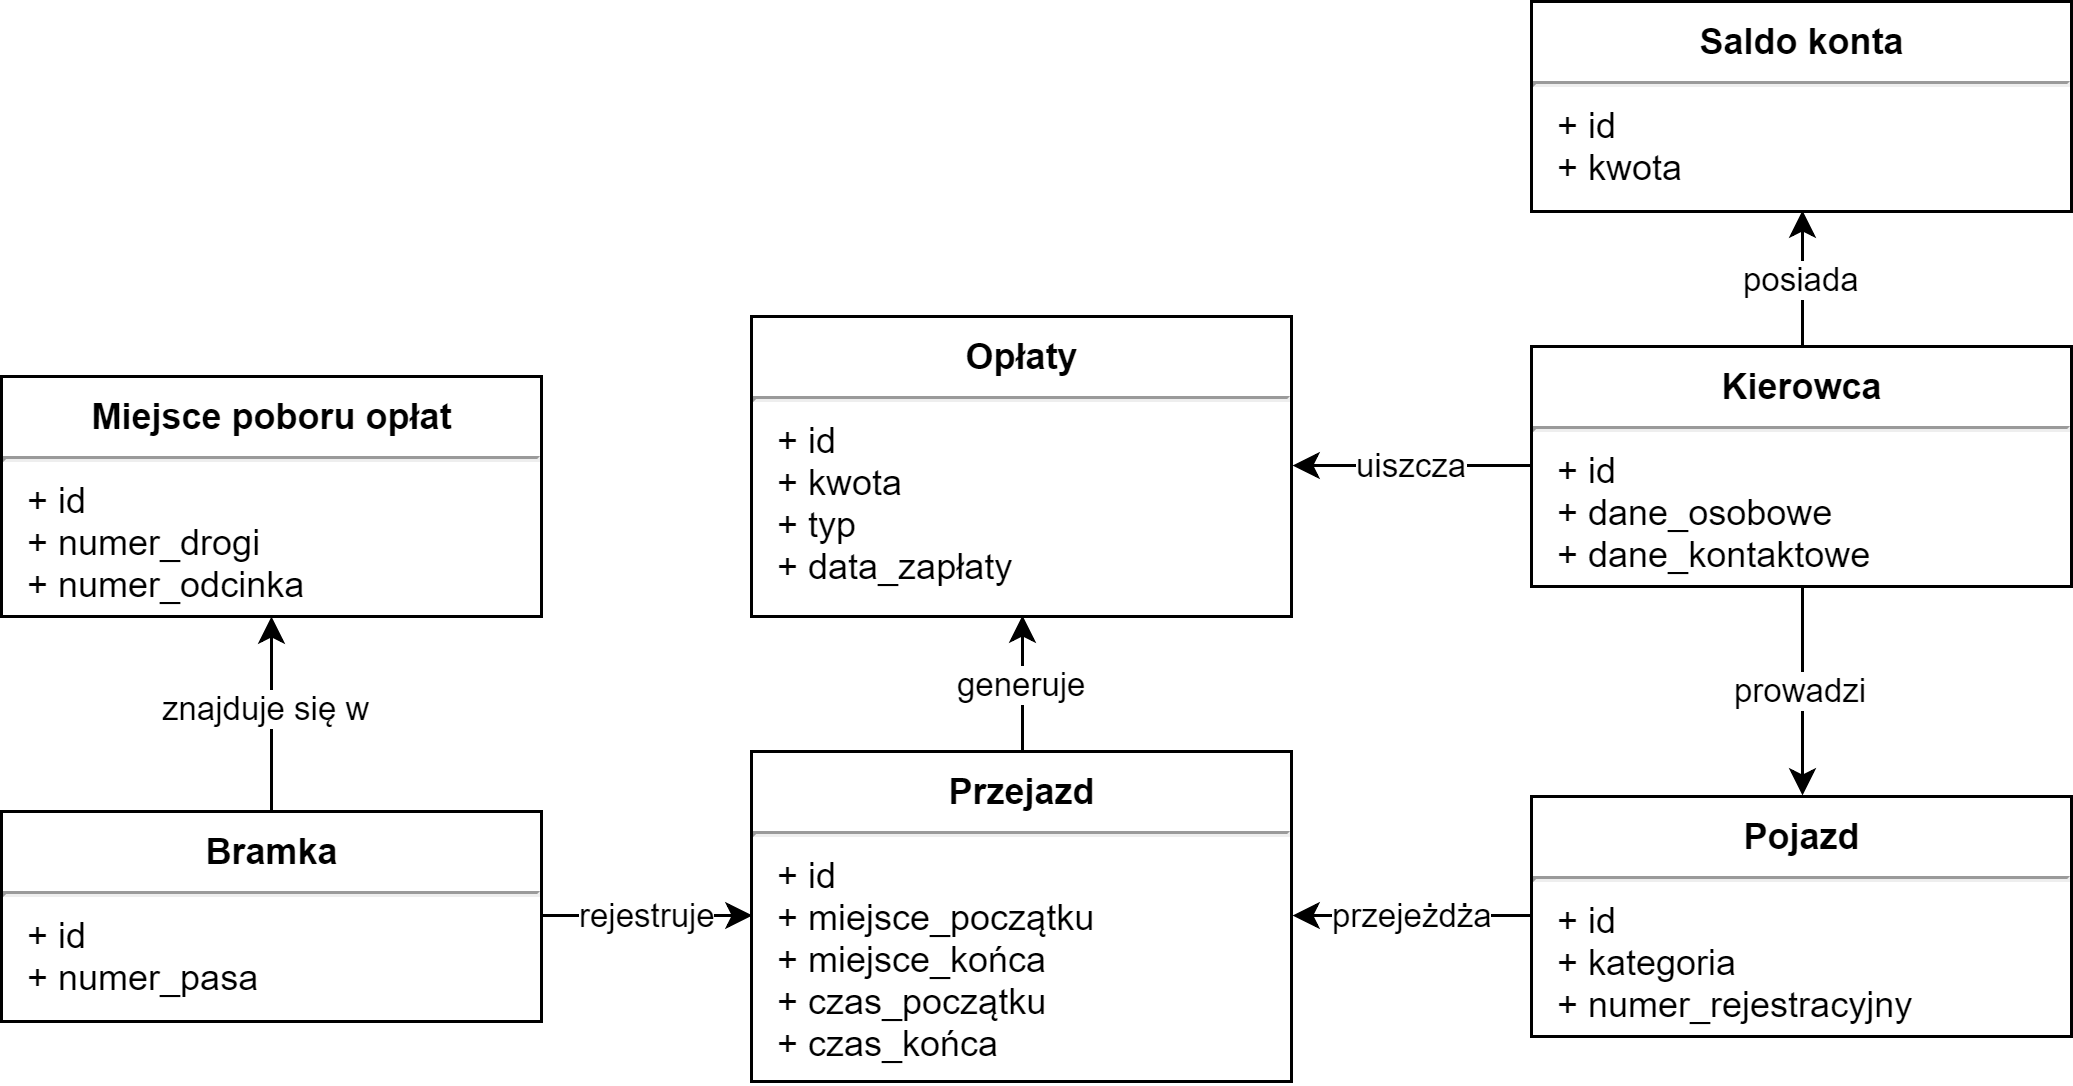 Saldo konta
+ id
+ kwota
posiada
Opłaty
+ id
+ kwota
+ typ
+ data_zapłaty
uiszcza
Kierowca
+ id
+ dane_osobowe
+ dane_kontaktowe
Miejsce poboru opłat
+ id
+ numer_drogi
+ numer_odcinka
znajduje się w
generuje
prowadzi
Bramka
+ id
+ numer_pasa
rejestruje
Przejazd
+ id
+ miejsce_początku
+ miejsce_końca
+ czas_początku
+ czas_końca
przejeżdża
Pojazd
+ id
+ kategoria
+ numer_rejestracyjny